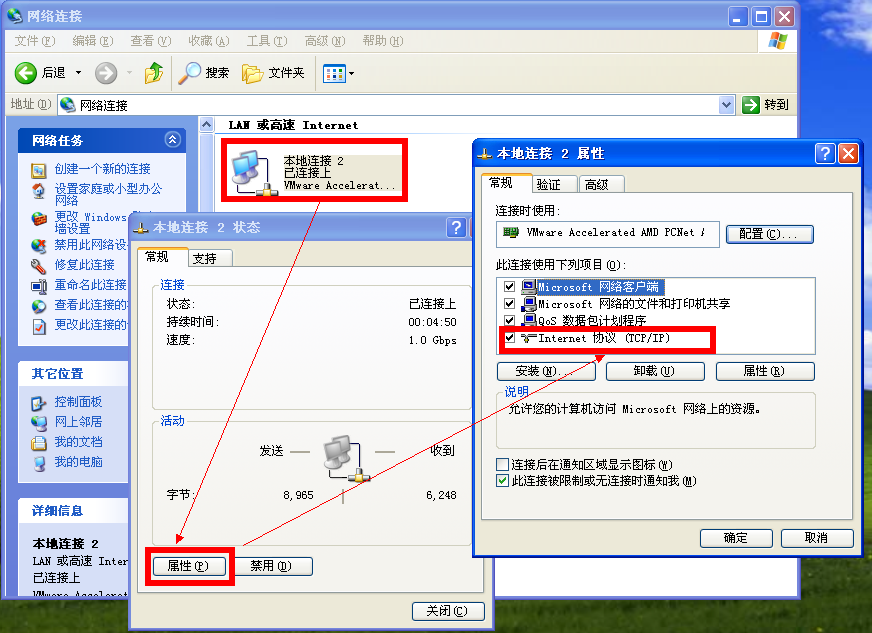 网络连接
文件(F) 编辑(E) 查看(V) 收藏(A) 工具(T) 高级(N) 帮助(H)
后退 搜索 文件夹
地址(D) 网络连接 转到
网络任务
创建一个新的连接
设置家庭或小型办公
网络
更改 Windows
墙设置
禁用此网络设
修复此连接
重命名此连接
查看此连接的
更改此连接的
其它位置
控制面板
网上邻居
我的文档
我的电脑
详细信息
本地连接 2
LAN 或高速 Inter
已连接上
VMware Accelerat
LAN 或高速 Internet
本地连接 2
已连接上
VMware Accelerat...
本地连接 2 状态
常规 支持
连接
状态: 已连接上
持续时间: 00:04:50
速度: 1.0 Gbps
活动
发送 收到
字节: 8,965 6,248
属性(P) 禁用(D)
关闭(C)
本地连接 2 属性
常规 验证 高级
连接时使用:
VMware Accelerated AMD PCNet
配置(C)...
此连接使用下列项目(O):
Microsoft 网络客户端
Microsoft 网络的文件和打印机共享
QoS 数据包计划程序
Internet 协议 (TCP/IP)
安装(N)... 卸载(U) 属性(R)
说明
允许您的计算机访问 Microsoft 网络上的资源。
连接后在通知区域显示图标(W)
此连接被限制或无连接时通知我(M)
确定 取消